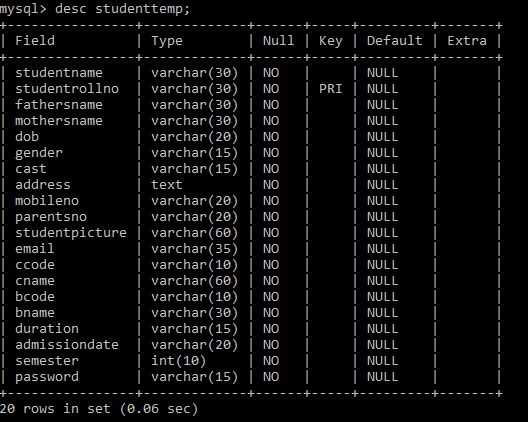 mysql> desc studenttemp;
+----------------+-------------+------+-----+---------+-------+
| Field          | Type        | Null | Key | Default | Extra |
+----------------+-------------+------+-----+---------+-------+
| studentname    | varchar(30) | NO   |     | NULL    |       |
| studentrollno  | varchar(30) | NO   | PRI | NULL    |       |
| fathersname    | varchar(30) | NO   |     | NULL    |       |
| mothersname    | varchar(30) | NO   |     | NULL    |       |
| dob            | varchar(20) | NO   |     | NULL    |       |
| gender         | varchar(15) | NO   |     | NULL    |       |
| cast           | varchar(15) | NO   |     | NULL    |       |
| address        | text        | NO   |     | NULL    |       |
| mobileno       | varchar(20) | NO   |     | NULL    |       |
| parentsno      | varchar(20) | NO   |     | NULL    |       |
| studentpicture | varchar(60) | NO   |     | NULL    |       |
| email          | varchar(35) | NO   |     | NULL    |       |
| ccode          | varchar(10) | NO   |     | NULL    |       |
| cname          | varchar(60) | NO   |     | NULL    |       |
| bcode          | varchar(10) | NO   |     | NULL    |       |
| bname          | varchar(30) | NO   |     | NULL    |       |
| duration       | varchar(15) | NO   |     | NULL    |       |
| admissiondate  | varchar(20) | NO   |     | NULL    |       |
| semester       | int(10)     | NO   |     | NULL    |       |
| password       | varchar(15) | NO   |     | NULL    |       |
+----------------+-------------+------+-----+---------+-------+
20 rows in set (0.06 sec)